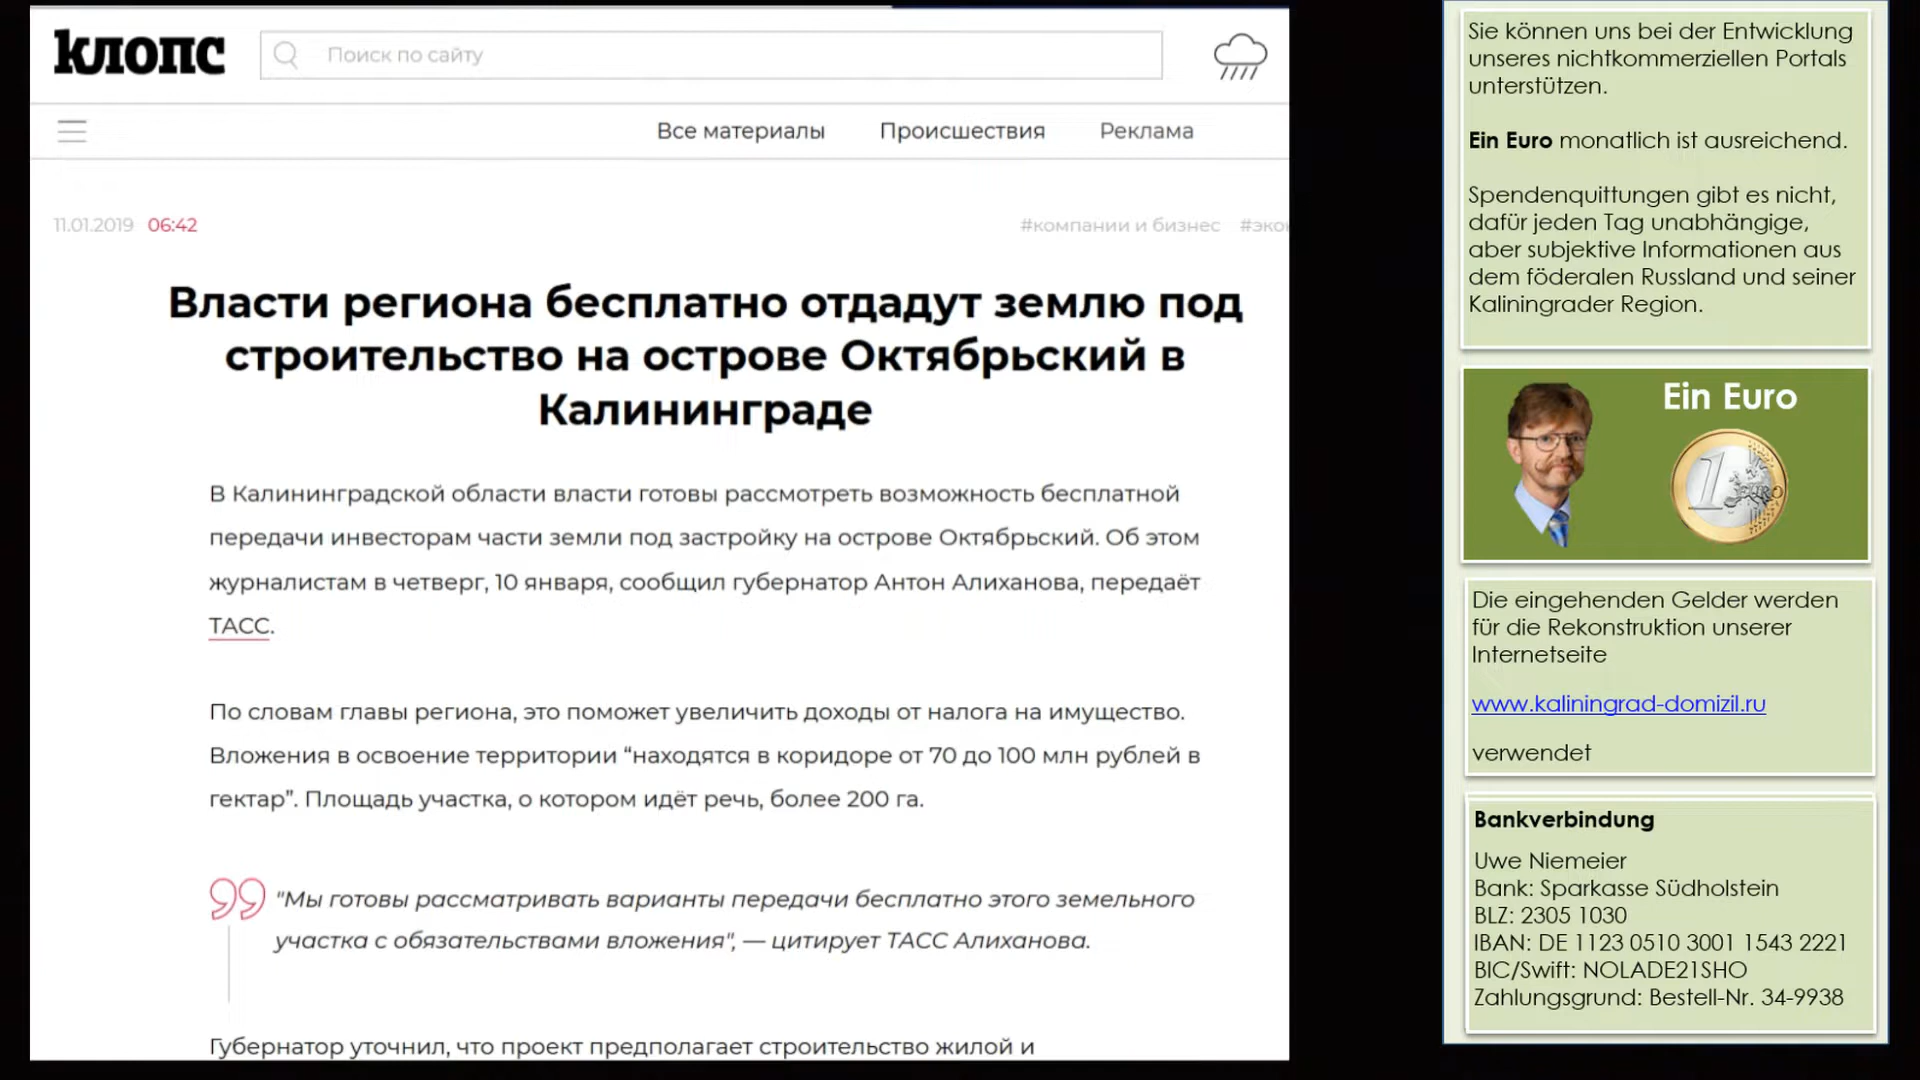 клопс
Поиск по сайту
Все материалы Происшествия Реклама
11.01.2019 06:42 #компании и бизнес #эко
Власти региона бесплатно отдадут землю под
строительство на острове Октябрьский в
Калининграде
В Калининградской области власти готовы рассмотреть возможность бесплатной
передачи инвесторам части земли под застройку на острове Октябрьский. Об этом
журналистам в четверг, 10 января, сообщил губернатор Антон Алиханова, передаёт
ТАСС.
По словам главы региона, это поможет увеличить доходы от налога на имущество.
Вложения в освоение территории “находятся в коридоре от 70 до 100 млн рублей в
гектар”. Площадь участка, о котором идёт речь, более 200 га.
"Мы готовы рассматривать варианты передачи бесплатно этого земельного
участка с обязательствами вложения", — цитирует ТАСС Алиханова.
Губернатор уточнил, что проект предполагает строительство жилой и
Sie können uns bei der Entwicklung
unseres nichtkommerziellen Portals
unterstützen.
Ein Euro monatlich ist ausreichend.
Spendenquittungen gibt es nicht,
dafür jeden Tag unabhängige,
aber subjektive Informationen aus
dem föderalen Russland und seiner
Kaliningrader Region.
Ein Euro
1 EURO
Die eingehenden Gelder werden
für die Rekonstruktion unserer
Internetseite
www.kaliningrad-domizil.ru
verwendet
Bankverbindung
Uwe Niemeier
Bank: Sparkasse Südholstein
BLZ: 2305 1030
IBAN: DE 1123 0510 3001 1543 2221
BIC/Swift: NOLADE21SHO
Zahlungsgrund: Bestell-Nr. 34-9938